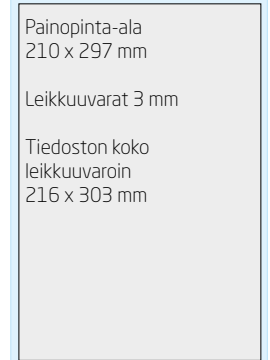 Painopinta-ala
210 x 297 mm
Leikkuuvarat 3 mm
Tiedoston koko
leikkuuvaroin
216 x 303 mm